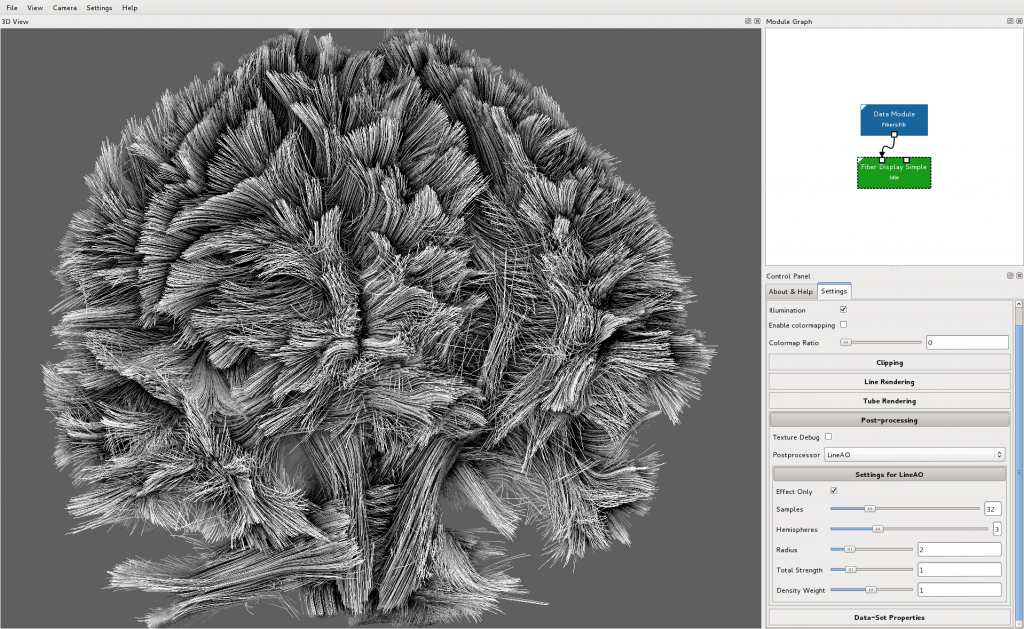 File View Camera Settings Help
3D View
Module Graph
Data Module
Fibers.fib
Fiber Display Simple
Idle
Control Panel
About & Help Settings
Illumination
Enable colormapping
Colormap Ratio 0
Clipping
Line Rendering
Tube Rendering
Post-processing
Texture Debug
Postprocessor LineAO
Settings for LineAO
Effect Only
Samples 32
Hemispheres 3
Radius 2
Total Strength 1
Density Weight 1
Data-Set Properties